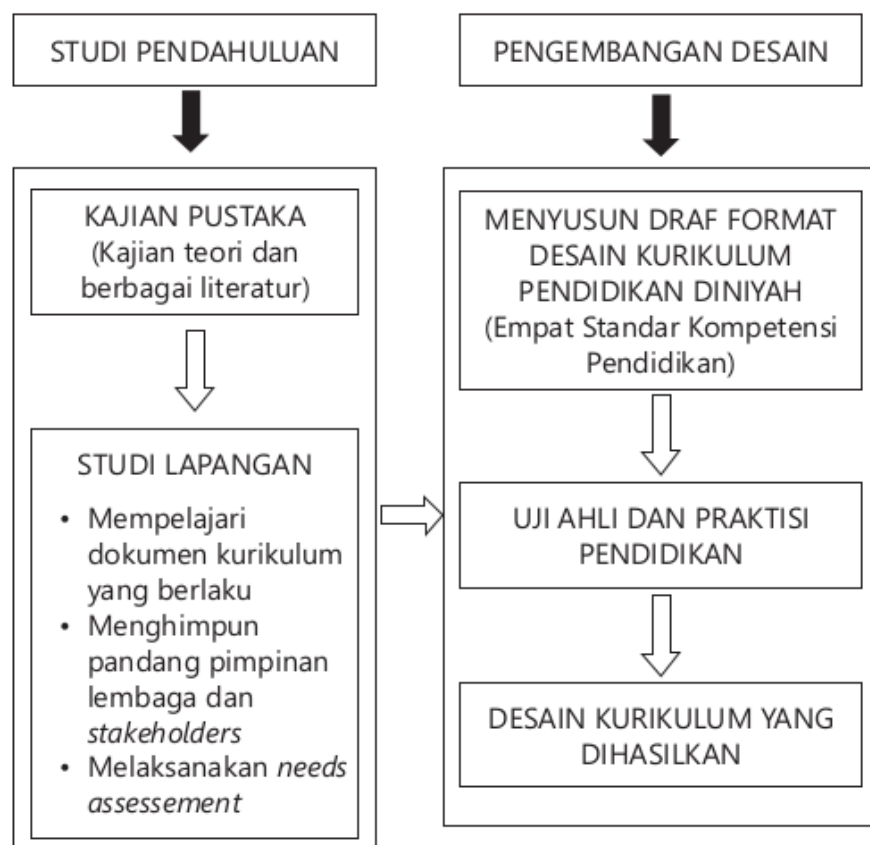 STUDI PENDAHULUAN
KAJIAN PUSTAKA
(Kajian teori dan
berbagai literatur)
STUDI LAPANGAN
• Mempelajari
dokumen kurikulum
yang berlaku
• Menghimpun
pandang pimpinan
lembaga dan
stakeholders
• Melaksanakan needs
assessement
PENGEMBANGAN DESAIN
MENYUSUN DRAF FORMAT
DESAIN KURIKULUM
PENDIDIKAN DINIYAH
(Empat Standar Kompetensi
Pendidikan)
UJI AHLI DAN PRAKTISI
PENDIDIKAN
DESAIN KURIKULUM YANG
DIHASILKAN